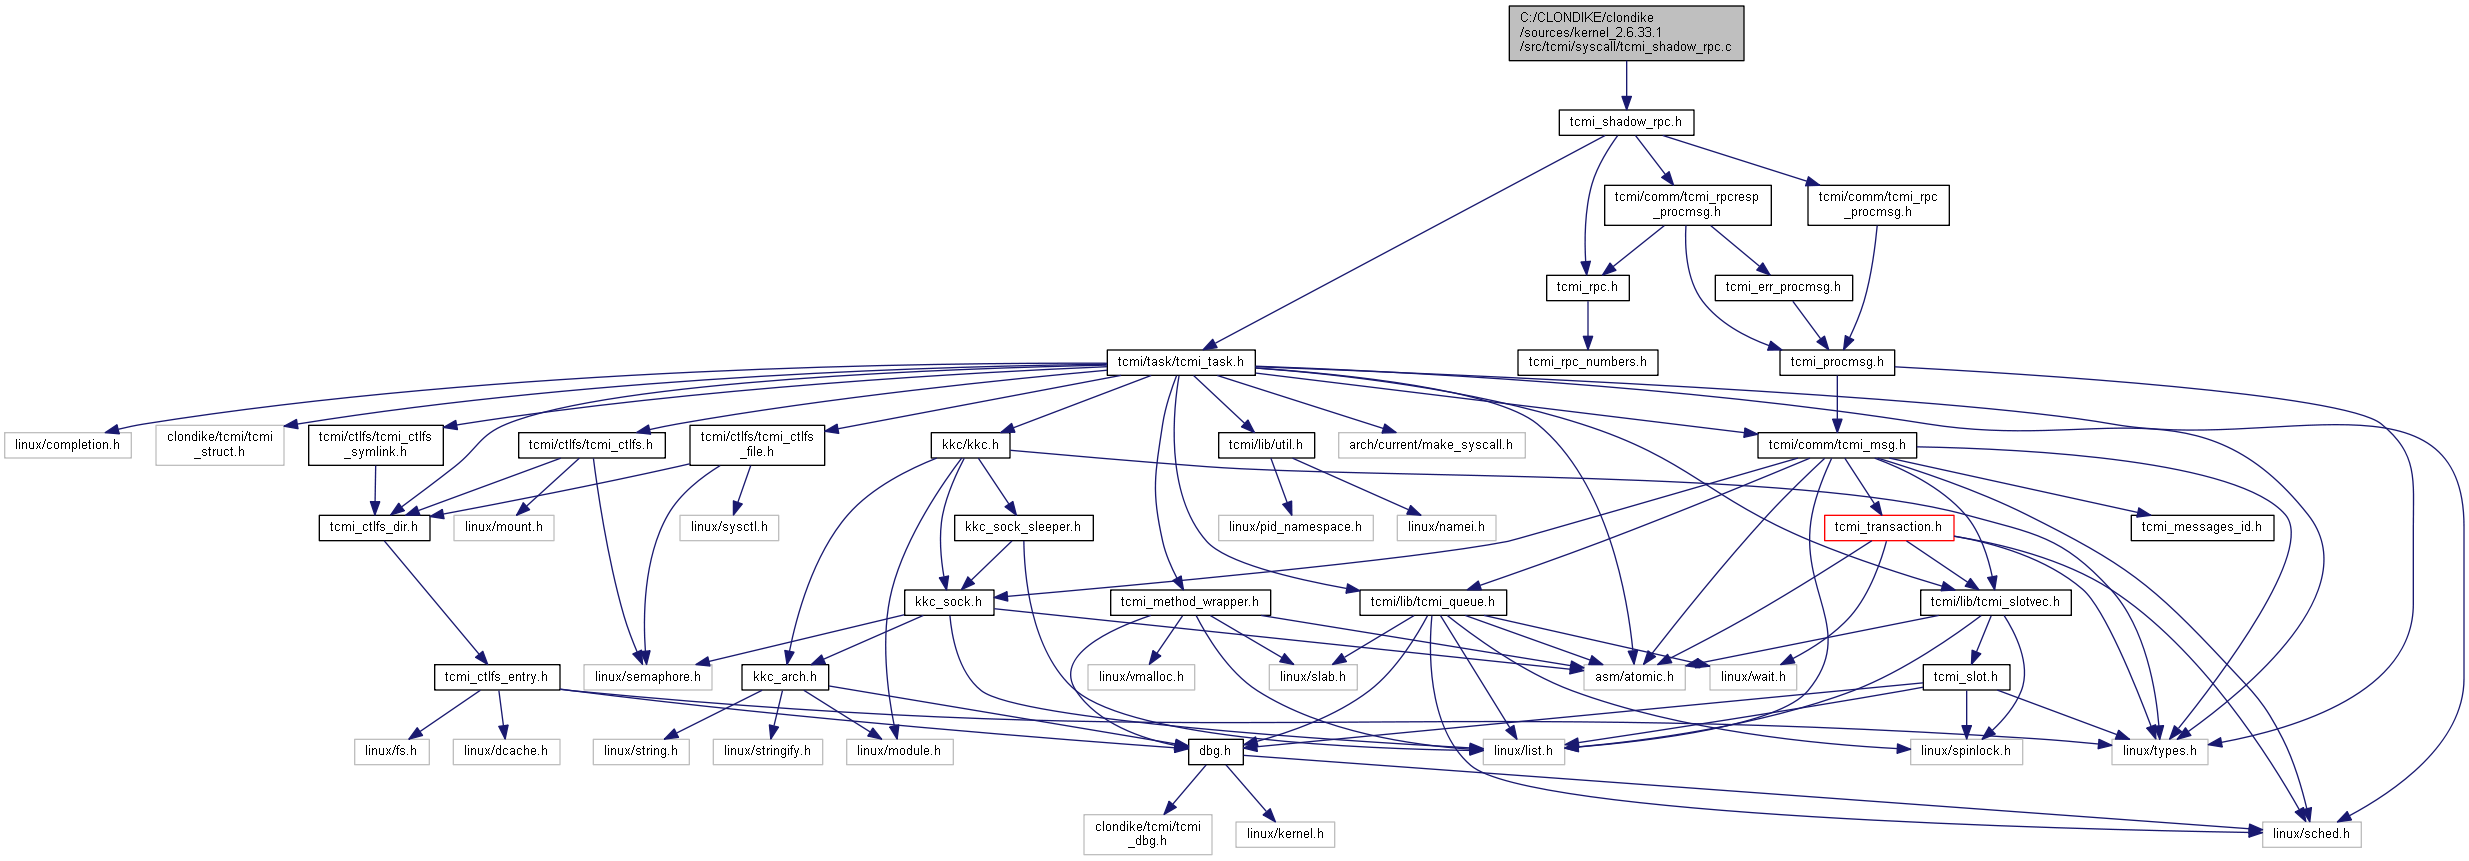 C:/CLONDIKE/clondike
/sources/kernel_2.6.33.1
/src/tcmi/syscall/tcmi_shadow_rpc.c
tcmi_shadow_rpc.h
tcmi/comm/tcmi_rpcresp
_procmsg.h
tcmi/comm/tcmi_rpc
_procmsg.h
tcmi_rpc.h
tcmi_err_procmsg.h
tcmi/task/tcmi_task.h
tcmi_rpc_numbers.h
tcmi_procmsg.h
linux/completion.h
clondike/tcmi/tcmi
_struct.h
tcmi/ctlfs/tcmi_ctlfs
_symlink.h
tcmi/ctlfs/tcmi_ctlfs.h
tcmi/ctlfs/tcmi_ctlfs
_file.h
kkc/kkc.h
tcmi/lib/util.h
arch/current/make_syscall.h
tcmi/comm/tcmi_msg.h
tcmi_ctlfs_dir.h
linux/mount.h
linux/sysctl.h
kkc_sock_sleeper.h
linux/pid_namespace.h
linux/namei.h
tcmi_transaction.h
tcmi_messages_id.h
kkc_sock.h
tcmi_method_wrapper.h
tcmi/lib/tcmi_queue.h
tcmi/lib/tcmi_slotvec.h
tcmi_ctlfs_entry.h
linux/semaphore.h
kkc_arch.h
linux/vmalloc.h
linux/slab.h
asm/atomic.h
linux/wait.h
tcmi_slot.h
linux/fs.h
linux/dcache.h
linux/string.h
linux/stringify.h
linux/module.h
dbg.h
linux/list.h
linux/spinlock.h
linux/types.h
clondike/tcmi/tcmi
_dbg.h
linux/kernel.h
linux/sched.h